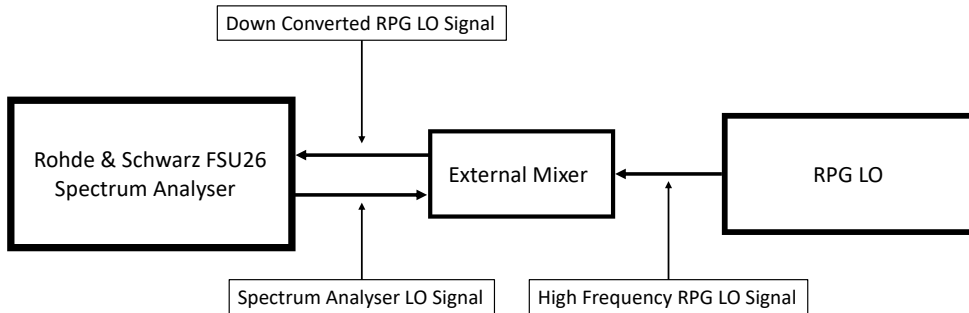 Down Converted RPG LO Signal
Rohde & Schwarz FSU26
Spectrum Analyser
External Mixer
RPG LO
Spectrum Analyser LO Signal
High Frequency RPG LO Signal